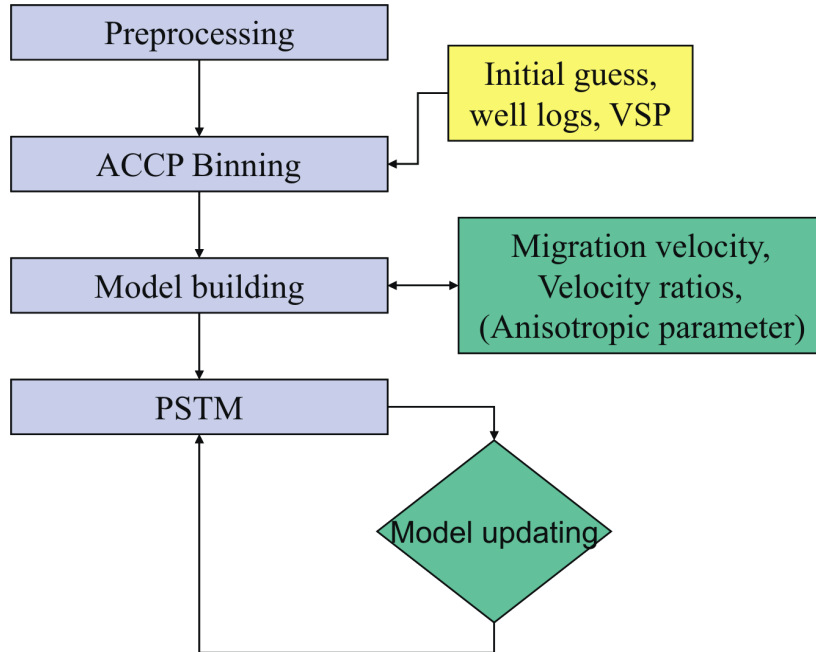 Preprocessing
Initial guess,
well logs, VSP
ACCP Binning
Migration velocity,
Velocity ratios,
(Anisotropic parameter)
Model building
PSTM
Model updating